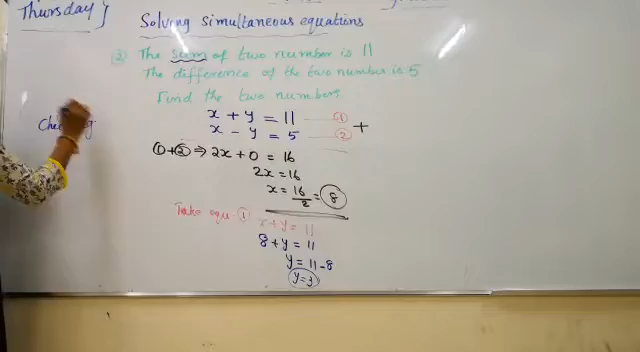 Thursday }
Solving simultaneous equations
② The sum of two number is 11
The difference of the two number is 5
Find the two numbers
x + y = 11 ①
x - y = 5 ② +
①+② ⇒ 2x + 0 = 16
2x = 16
x = 16/2 = 8
Take equ. ① x + y = 11
8 + y = 11
y = 11 - 8
y = 3